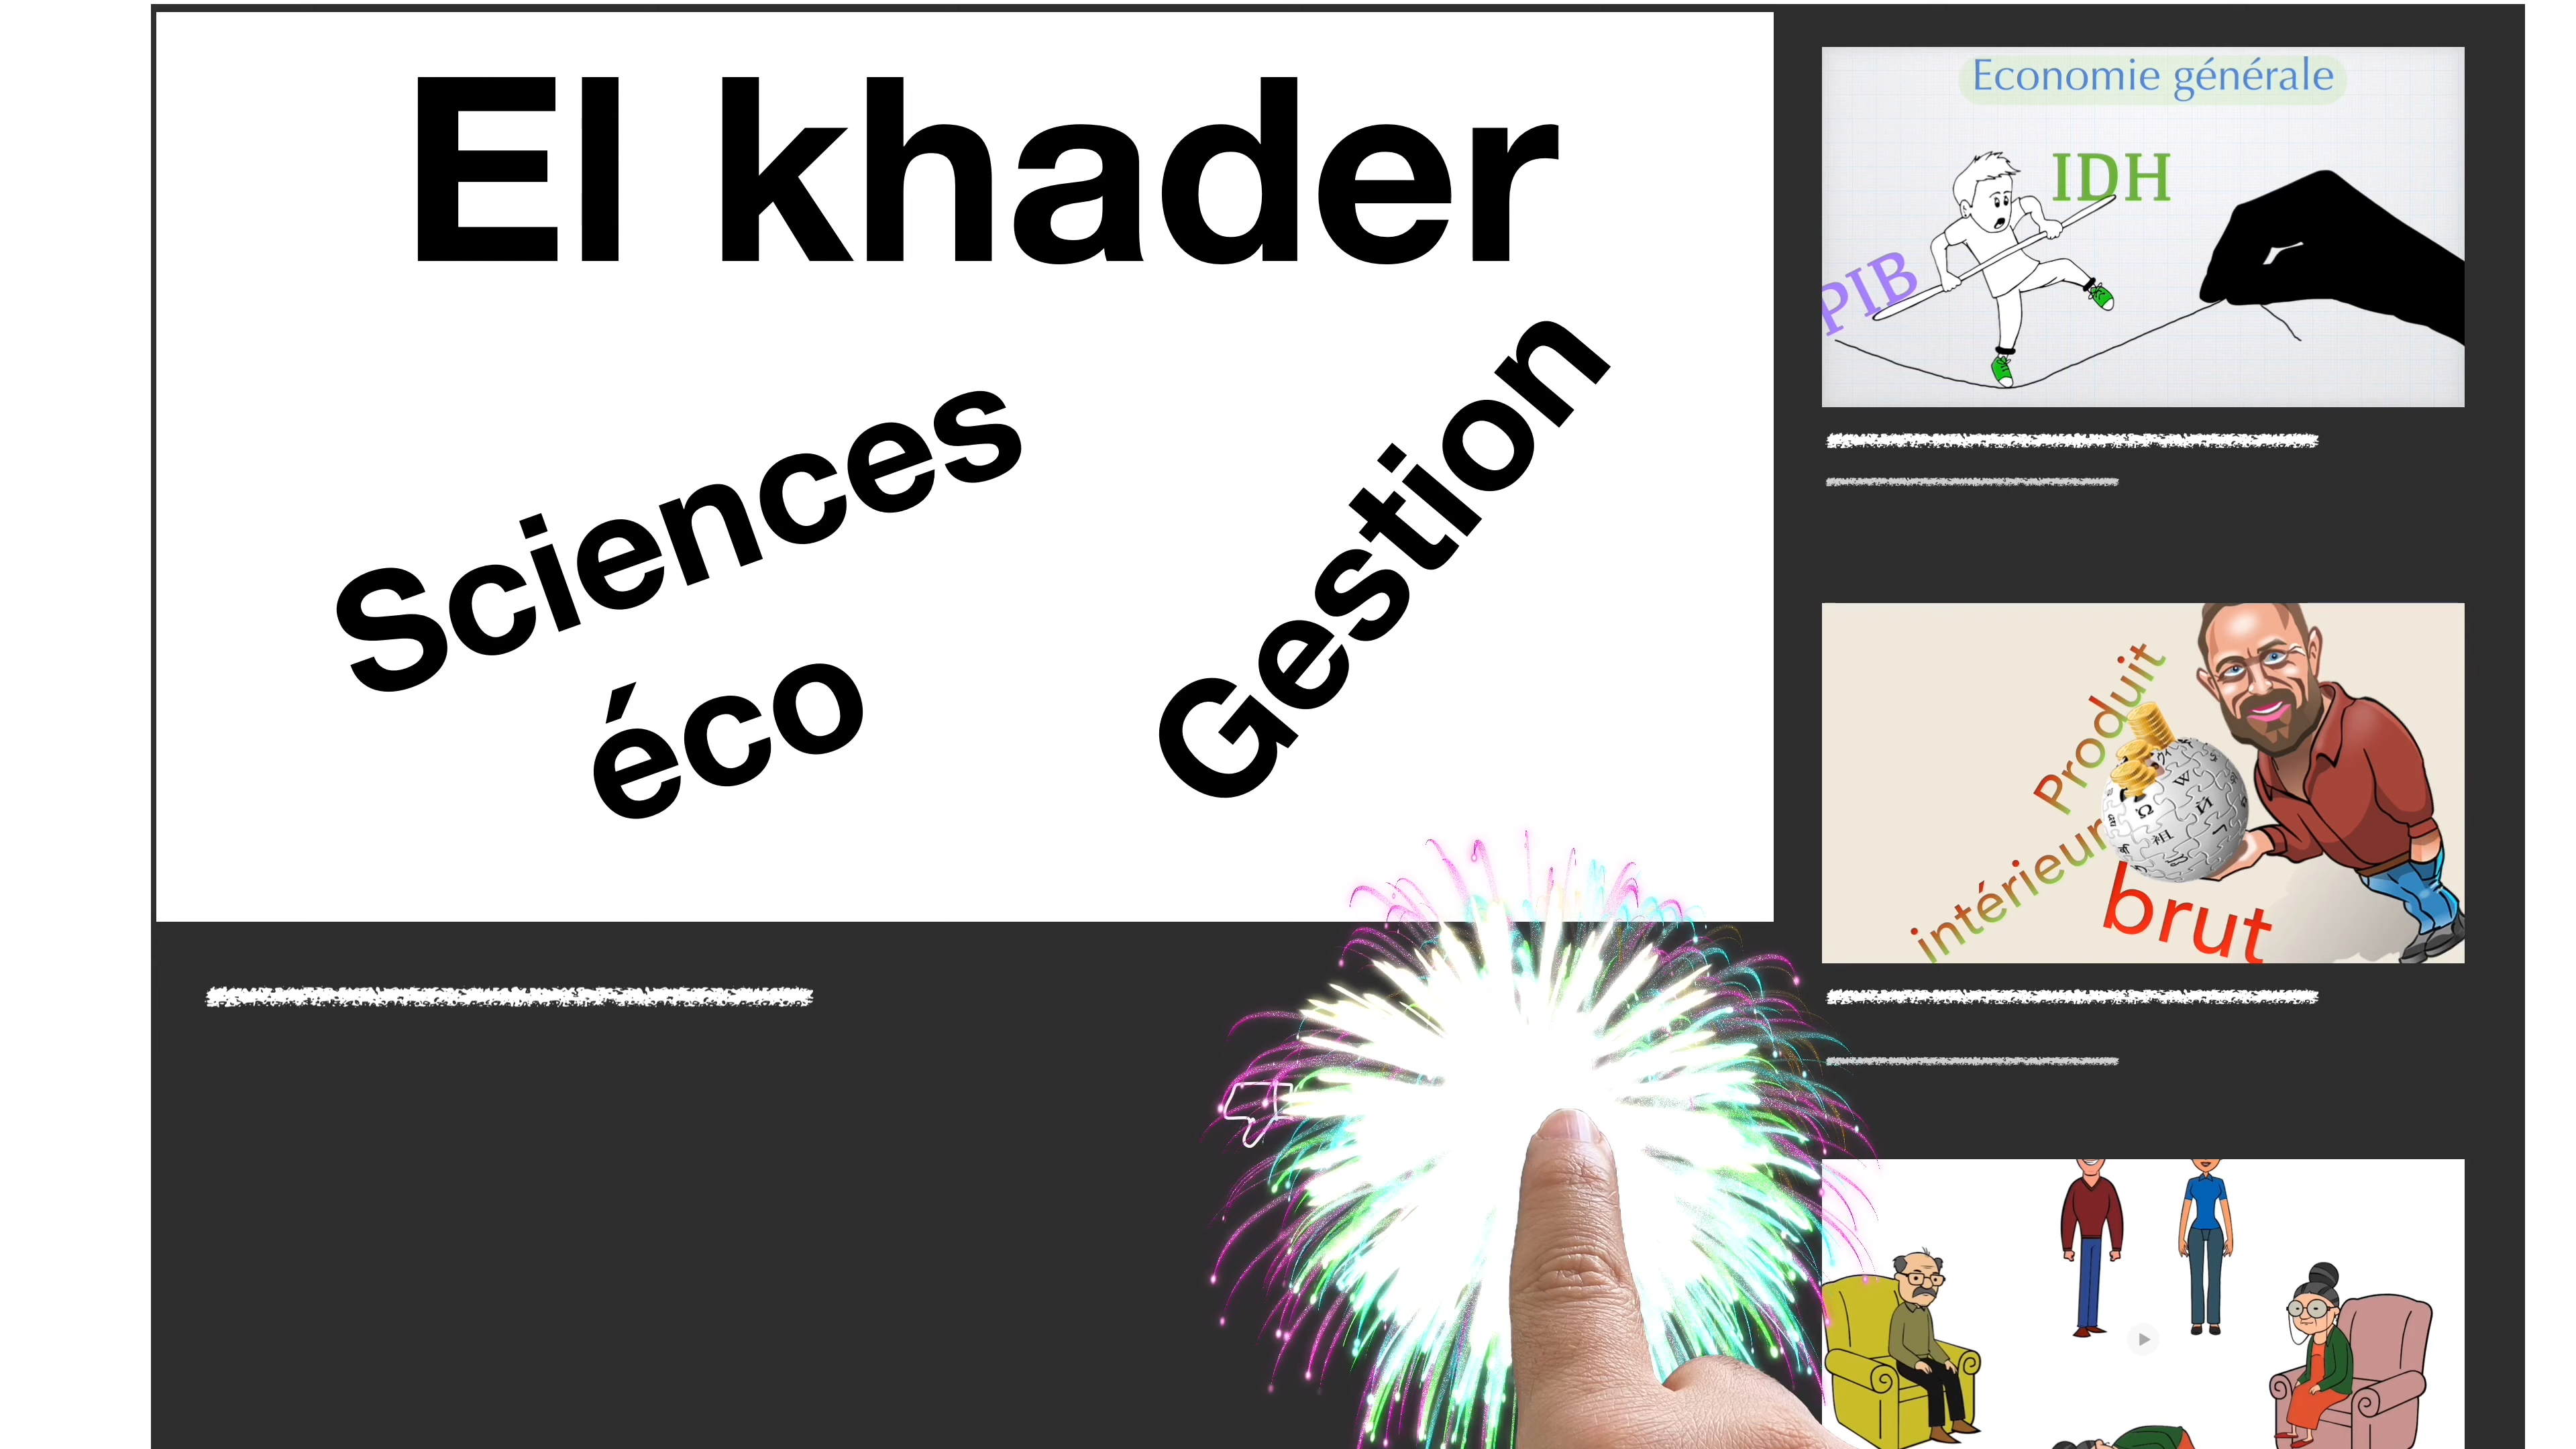 El khader
Sciences
éco
Gestion
Economie générale
IDH
PIB
Produit
intérieur
brut